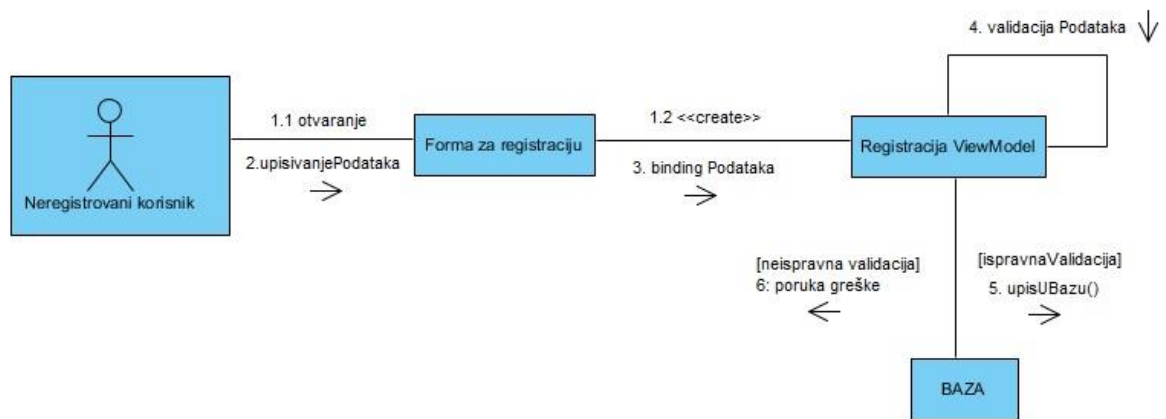 4. validacija Podataka
1.1 otvaranje
1.2 <<create>>
Forma za registraciju
Registracija ViewModel
2.upisivanjePodataka
3. binding Podataka
Neregistrovani korisnik
[neispravna validacija]
6: poruka greške
[ispravnaValidacija]
5. upisUBazu()
BAZA